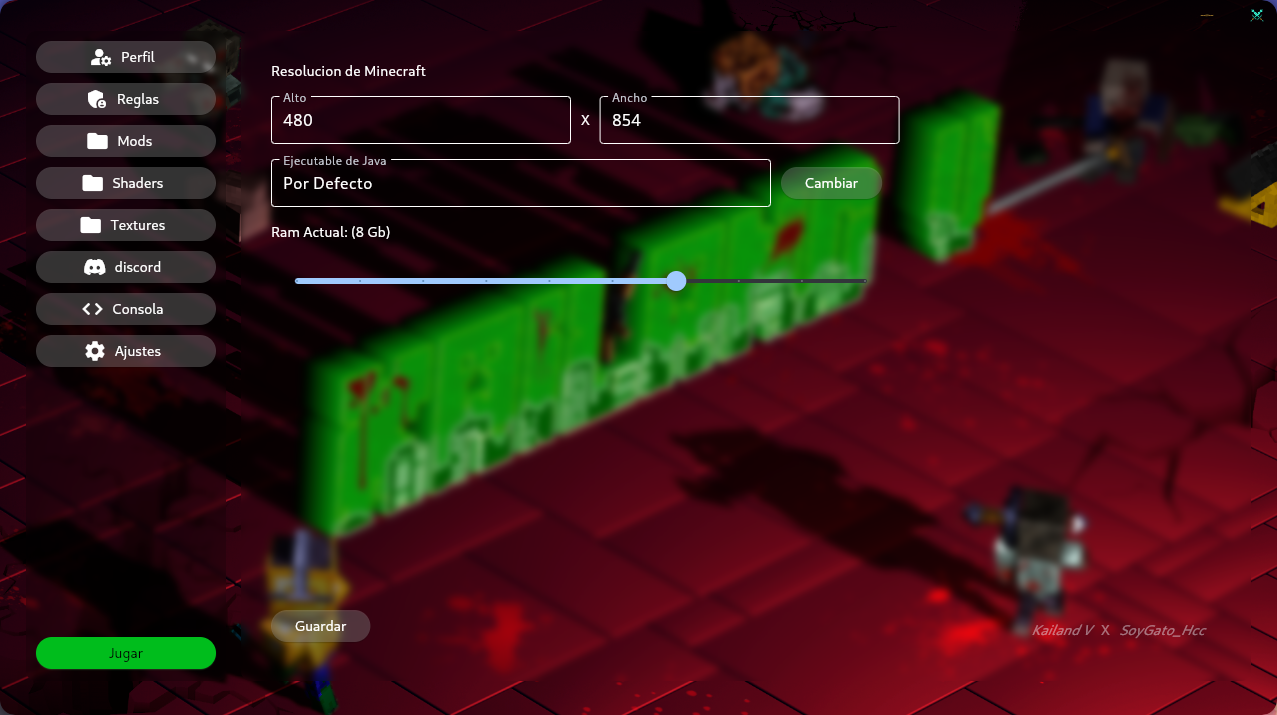 Perfil
Reglas
Mods
Shaders
Textures
discord
Consola
Ajustes
Jugar
Resolucion de Minecraft
Alto
480
X
Ancho
854
Ejecutable de Java
Por Defecto
Cambiar
Ram Actual: (8 Gb)
Guardar
Kailand V X SoyGato_Hcc